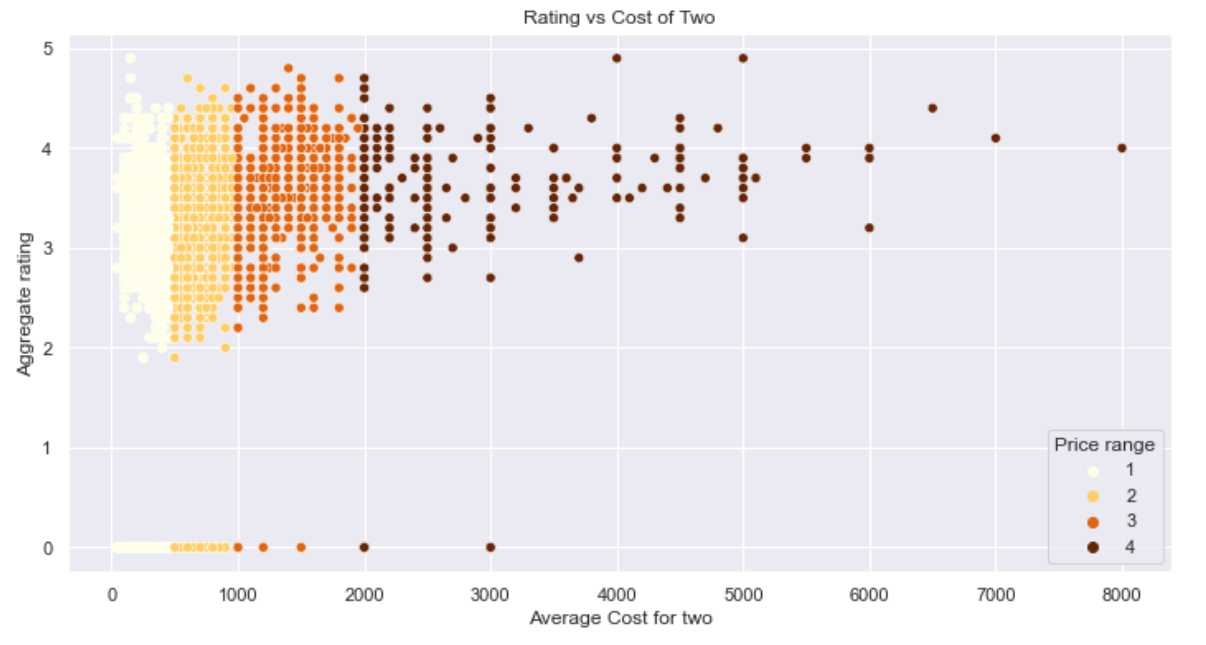 Rating vs Cost of Two
Aggregate rating
5
4
3
2
1
0
Price range
1
2
3
4
0 1000 2000 3000 4000 5000 6000 7000 8000
Average Cost for two